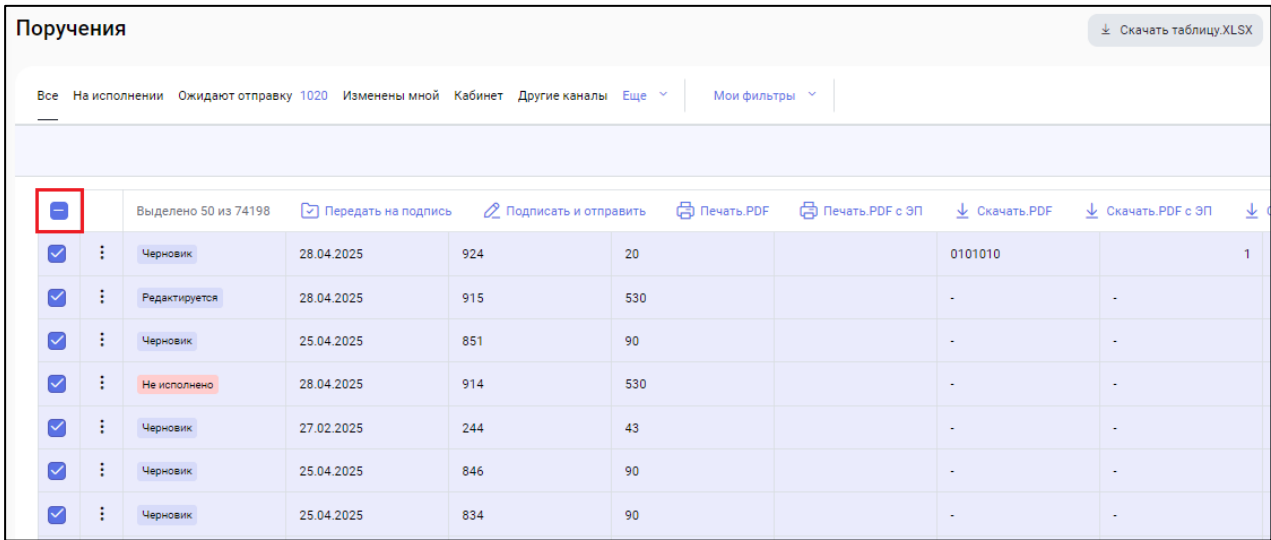 Поручения
Скачать таблицу.XLSX
Все На исполнении Ожидают отправку 1020 Изменены мной Кабинет Другие каналы Еще Мои фильтры
Выделено 50 из 74198 Передать на подпись Подписать и отправить Печать.PDF Печать.PDF с ЭП Скачать.PDF Скачать.PDF с ЭП
Черновик 28.04.2025 924 20 0101010 1
Редактируется 28.04.2025 915 530 - -
Черновик 25.04.2025 851 90 - -
Не исполнено 28.04.2025 914 530 - -
Черновик 27.02.2025 244 43 - -
Черновик 25.04.2025 846 90 - -
Черновик 25.04.2025 834 90 - -